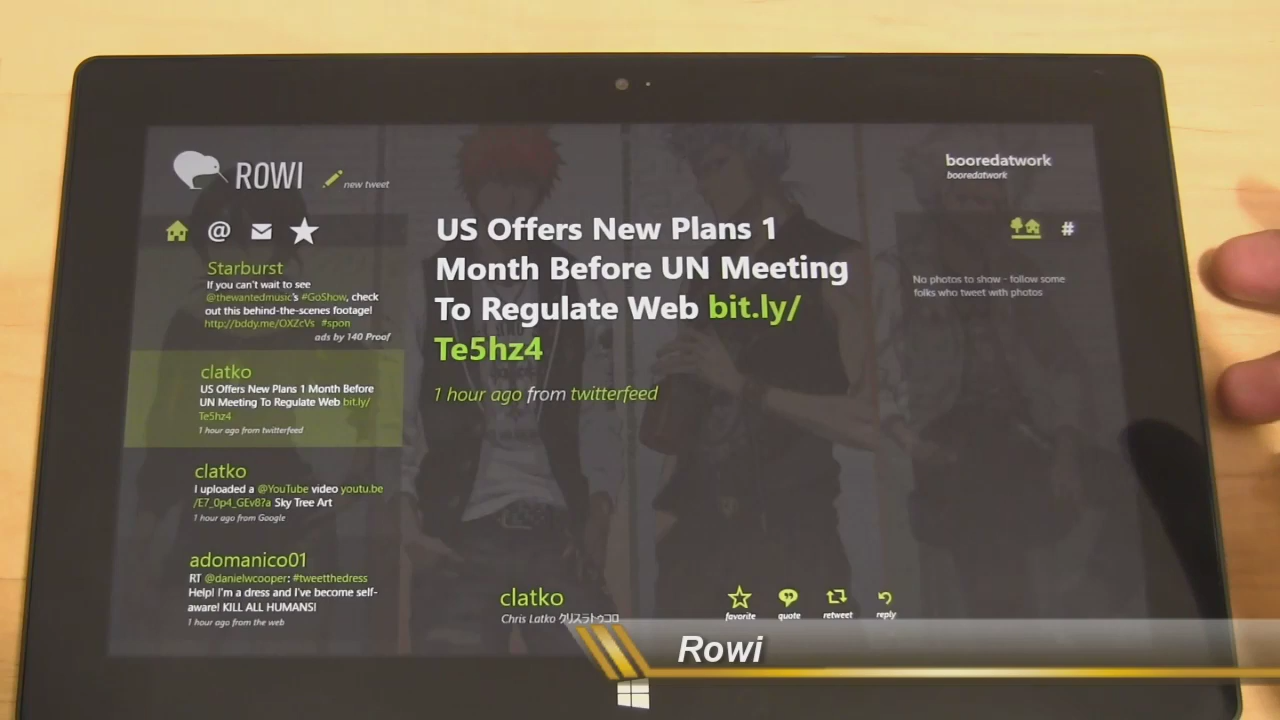 ROWI
new tweet
booredatwork
booredatwork
@
#
Starburst
If you can't wait to see
@thewantedmusic's #GoShow, check
out this behind-the-scenes footage!
http://bddy.me/OXZcVs #spon
ads by 140 Proof
clatko
US Offers New Plans 1 Month Before
UN Meeting To Regulate Web bit.ly/
Te5hz4
1 hour ago from twitterfeed
clatko
I uploaded a @YouTube video youtu.be
/E7_0p4_GEv8?a Sky Tree Art
1 hour ago from Google
adomanico01
RT @danielwcooper: #tweetthedress
Help! I'm a dress and I've become self-
aware! KILL ALL HUMANS!
1 hour ago from the web
US Offers New Plans 1
Month Before UN Meeting
To Regulate Web bit.ly/
Te5hz4
1 hour ago from twitterfeed
No photos to show - follow some
folks who tweet with photos
clatko
Chris Latko クリスラトゥコロ
favorite
quote
retweet
reply
Rowi